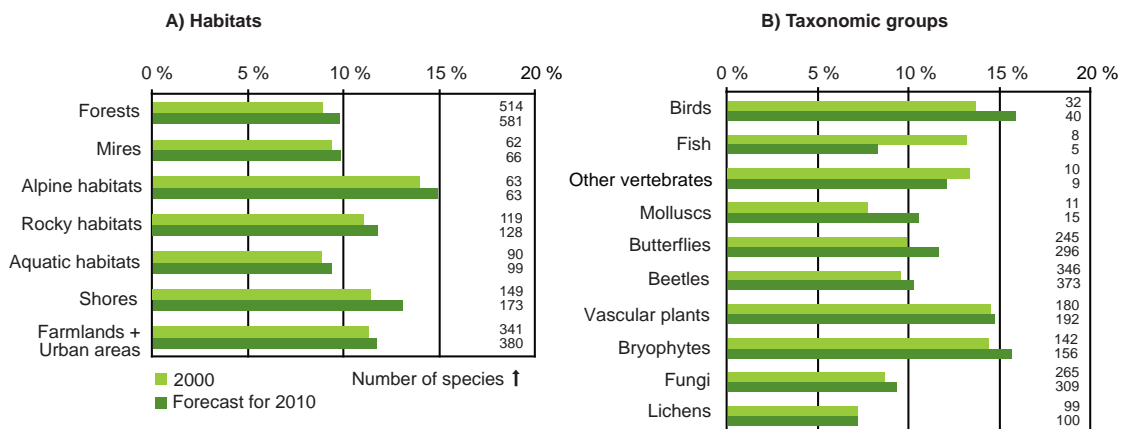 A) Habitats
0 % 5 % 10 % 15 % 20 %
Forests 514
581
Mires 62
66
Alpine habitats 63
63
Rocky habitats 119
128
Aquatic habitats 90
99
Shores 149
173
Farmlands + 341
Urban areas 380
2000 Number of species ↑
Forecast for 2010
B) Taxonomic groups
0 % 5 % 10 % 15 % 20 %
Birds 32
40
Fish 8
5
Other vertebrates 10
9
Molluscs 11
15
Butterflies 245
296
Beetles 346
373
Vascular plants 180
192
Bryophytes 142
156
Fungi 265
309
Lichens 99
100